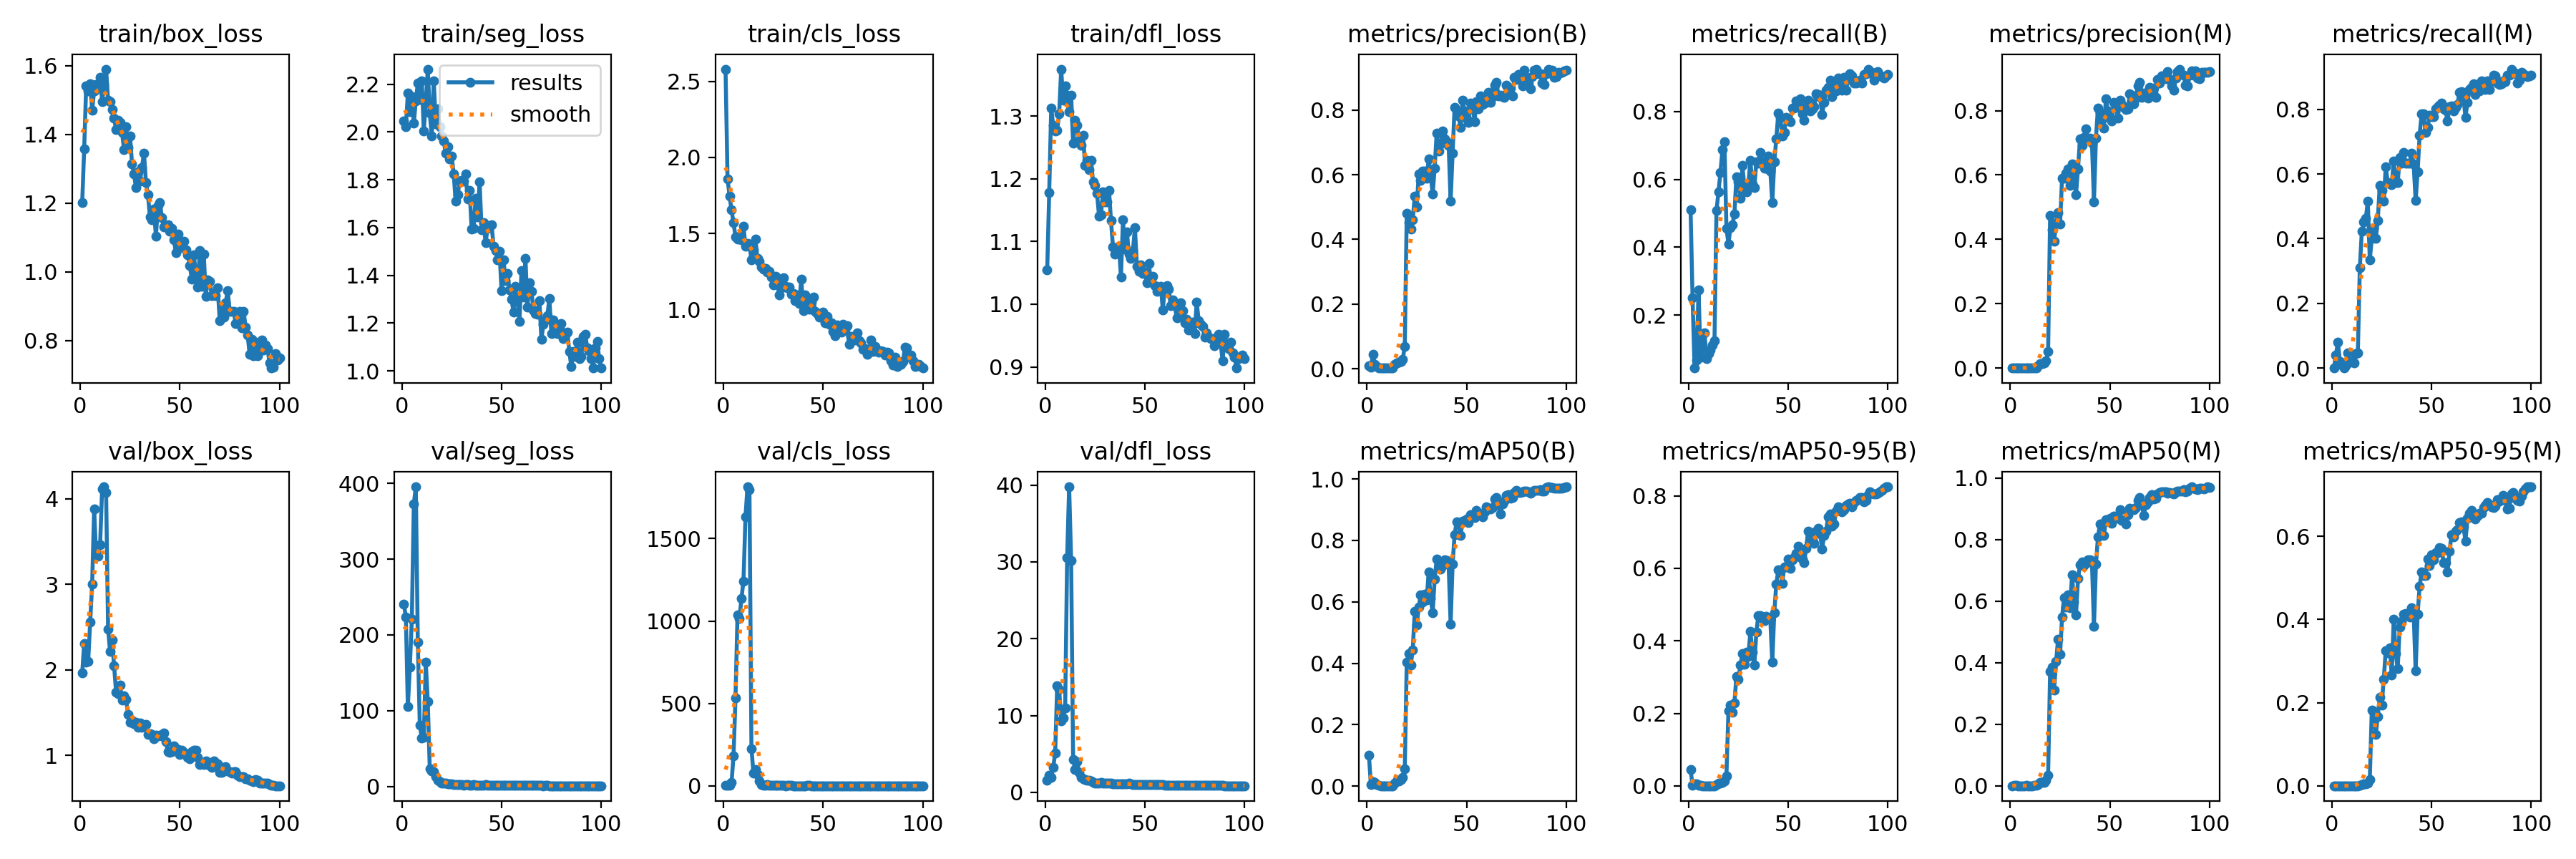 train/box_loss
train/seg_loss
train/cls_loss
train/dfl_loss
metrics/precision(B)
metrics/recall(B)
metrics/precision(M)
metrics/recall(M)
1.6
1.4
1.2
1.0
0.8
0 50 100
results
smooth
2.2
2.0
1.8
1.6
1.4
1.2
1.0
0 50 100
2.5
2.0
1.5
1.0
0 50 100
1.3
1.2
1.1
1.0
0.9
0 50 100
0.8
0.6
0.4
0.2
0.0
0 50 100
0.8
0.6
0.4
0.2
0 50 100
0.8
0.6
0.4
0.2
0.0
0 50 100
0.8
0.6
0.4
0.2
0.0
0 50 100
val/box_loss
val/seg_loss
val/cls_loss
val/dfl_loss
metrics/mAP50(B)
metrics/mAP50-95(B)
metrics/mAP50(M)
metrics/mAP50-95(M)
4
3
2
1
0 50 100
400
300
200
100
0
0 50 100
1500
1000
500
0
0 50 100
40
30
20
10
0
0 50 100
1.0
0.8
0.6
0.4
0.2
0.0
0 50 100
0.8
0.6
0.4
0.2
0.0
0 50 100
1.0
0.8
0.6
0.4
0.2
0.0
0 50 100
0.6
0.4
0.2
0.0
0 50 100